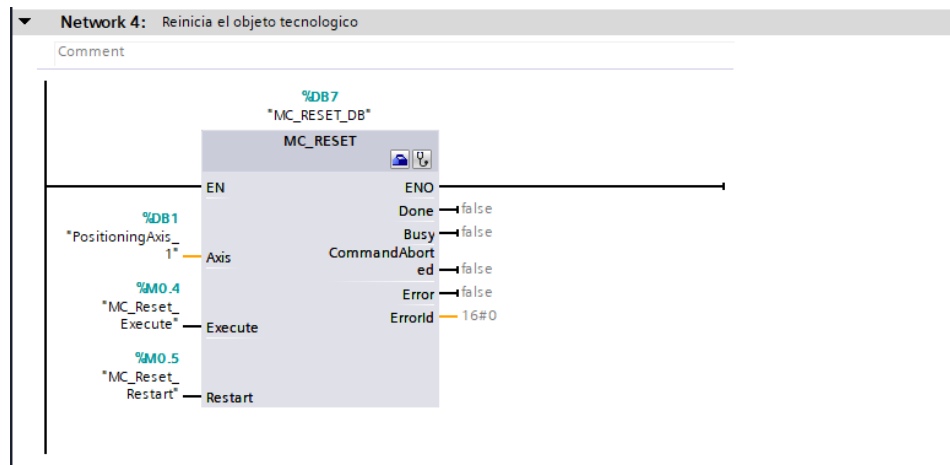 Network 4: Reinicia el objeto tecnologico
Comment
%DB7
"MC_RESET_DB"
MC_RESET
EN
ENO
Done
false
%DB1
"PositioningAxis_
1"
Axis
Busy
false
CommandAbort
ed
false
%M0.4
"MC_Reset_
Execute"
Execute
Error
false
ErrorId
16#0
%M0.5
"MC_Reset_
Restart"
Restart